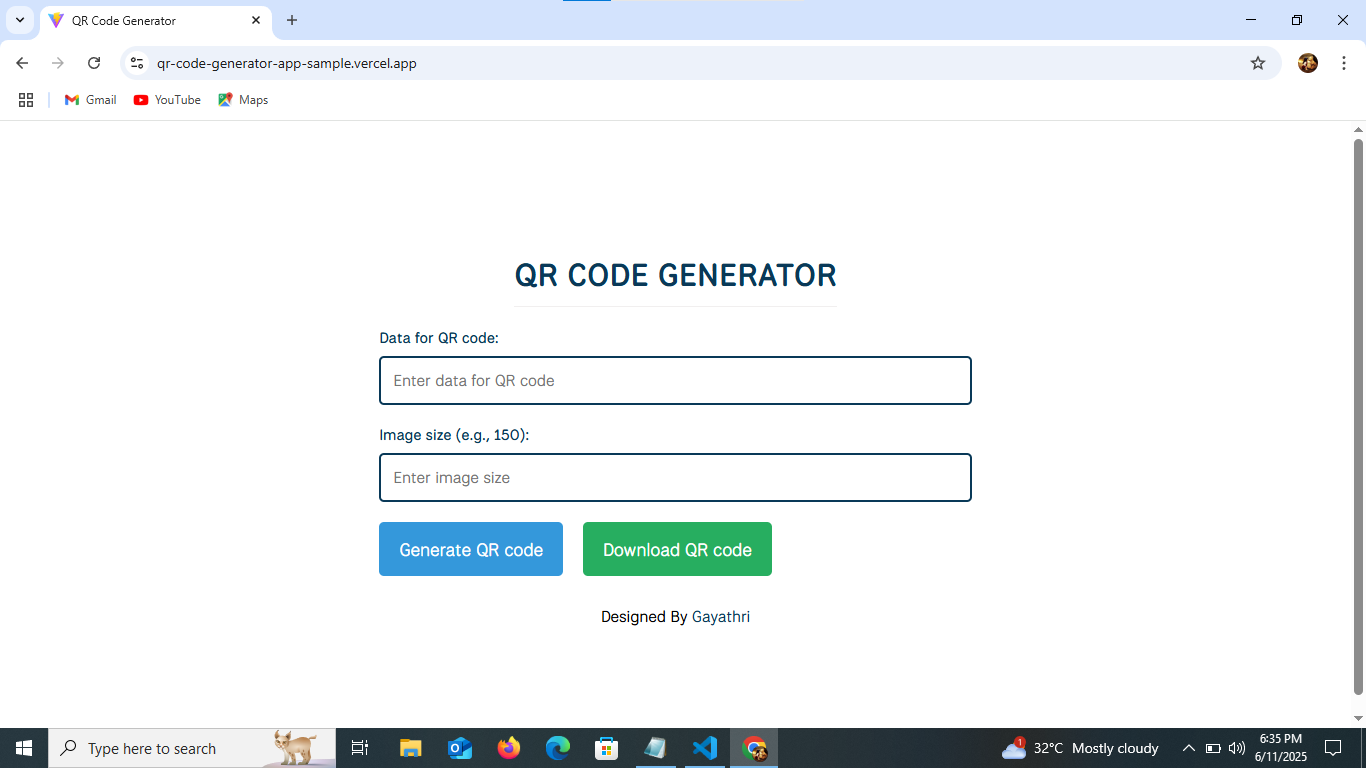 QR Code Generator
qr-code-generator-app-sample.vercel.app
Gmail YouTube Maps
QR CODE GENERATOR
Data for QR code:
Enter data for QR code
Image size (e.g., 150):
Enter image size
Generate QR code Download QR code
Designed By Gayathri
Type here to search
1
32°C Mostly cloudy
6:35 PM
6/11/2025